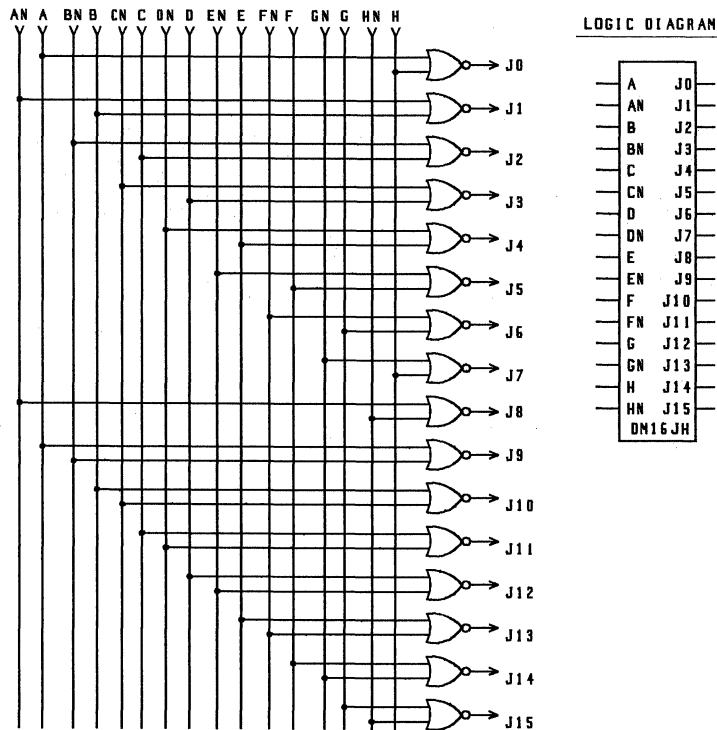 AN A BN B CN C DN D EN E FN F GN G HN H
LOGIC DIAGRAM
J0
J1
J2
J3
J4
J5
J6
J7
J8
J9
J10
J11
J12
J13
J14
J15
A J0
AN J1
B J2
BN J3
C J4
CN J5
D J6
DN J7
E J8
EN J9
F J10
FN J11
G J12
GN J13
H J14
HN J15
DM16JH